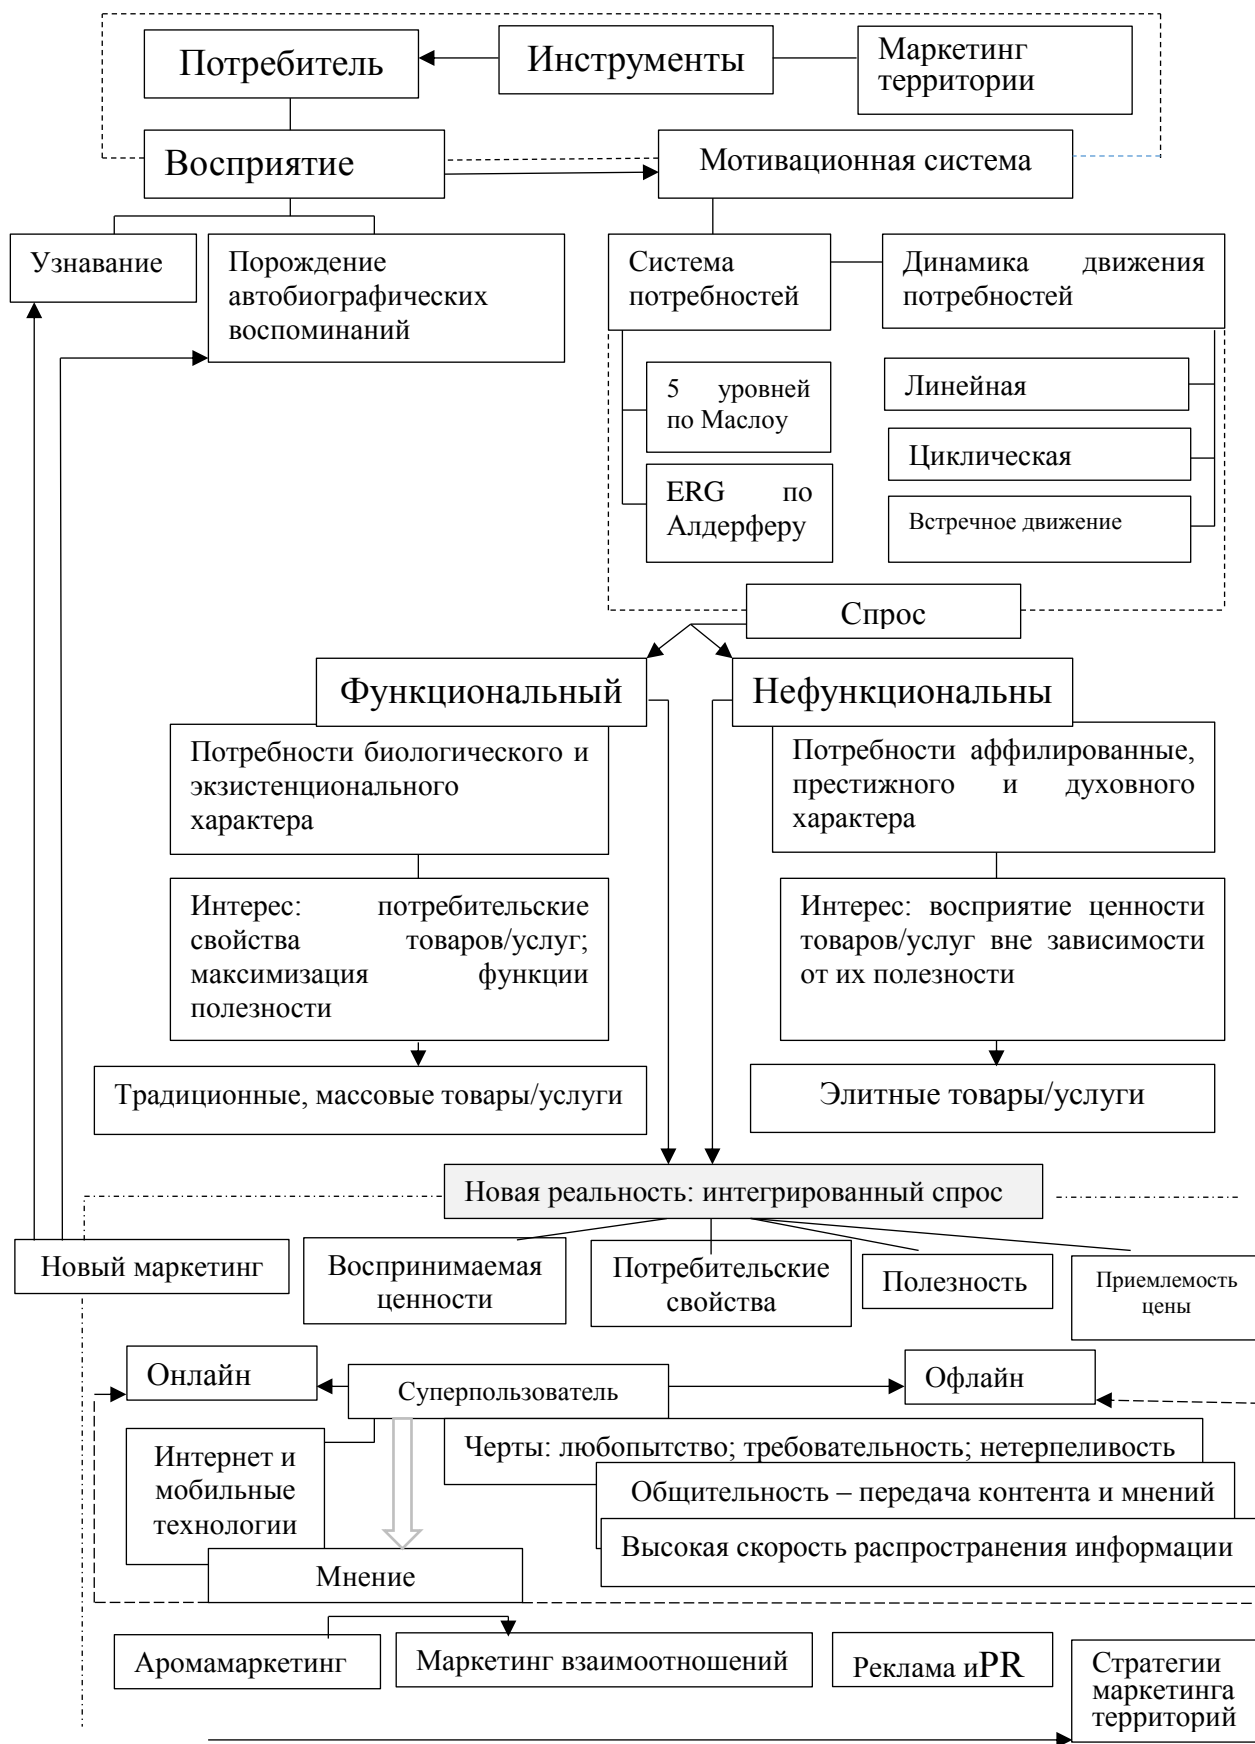 Потребитель
Инструменты
Маркетинг
территории
Восприятие
Мотивационная система
Узнавание
Порождение
автобиографических
воспоминаний
Система
потребностей
Динамика движения
потребностей
5 уровней
по Маслоу
Линейная
Циклическая
ERG по
Алдерферу
Встречное движение
Спрос
Функциональный
Нефункциональны
Потребности биологического и
экзистенционального
характера
Потребности аффилированные,
престижного и духовного
характера
Интерес: потребительские
свойства товаров/услуг;
максимизация функции
полезности
Интерес: восприятие ценности
товаров/услуг вне зависимости
от их полезности
Традиционные, массовые товары/услуги
Элитные товары/услуги
Новая реальность: интегрированный спрос
Новый маркетинг
Воспринимаемая
ценности
Потребительские
свойства
Полезность
Приемлемость
цены
Онлайн
Суперпользователь
Офлайн
Интернет и
мобильные
технологии
Черты: любопытство; требовательность; нетерпеливость
Общительность – передача контента и мнений
Высокая скорость распространения информации
Мнение
Аромамаркетинг
Маркетинг взаимоотношений
Реклама иPR
Стратегии
маркетинга
территорий